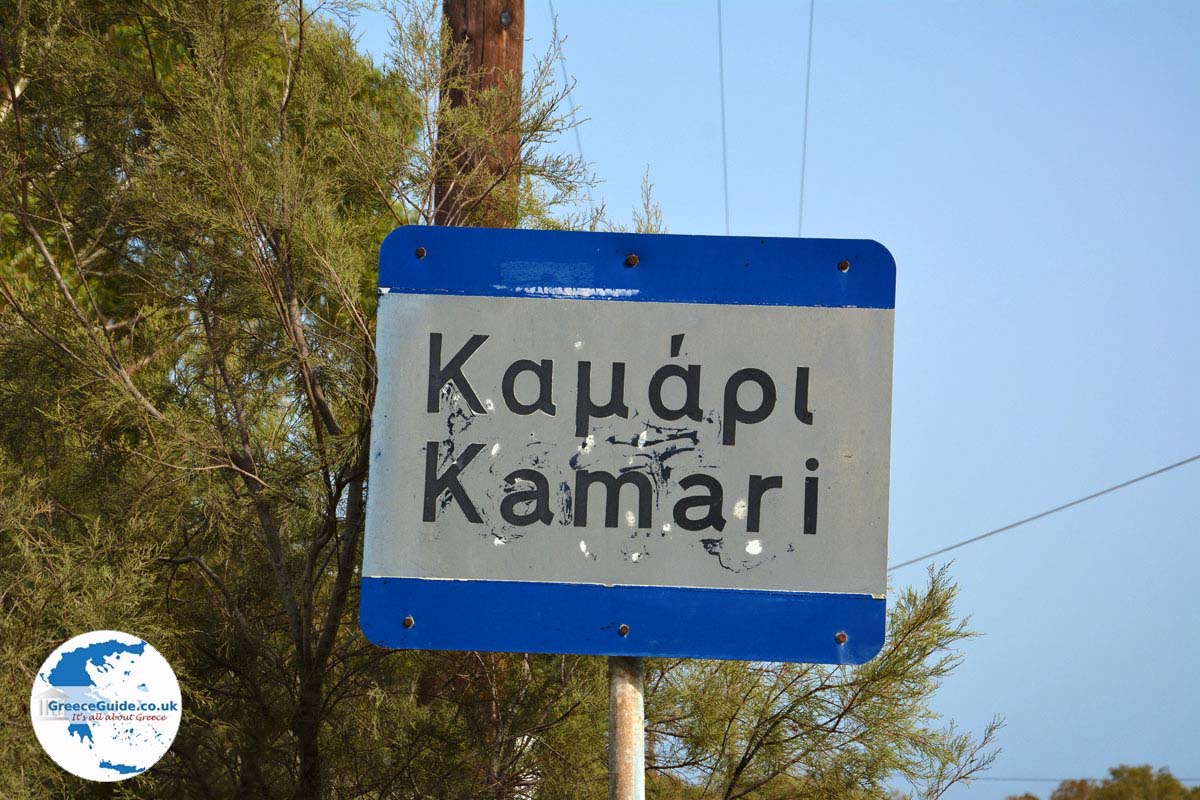 Καμάρι
Kamari
GreeceGuide.co.uk
It's all about Greece